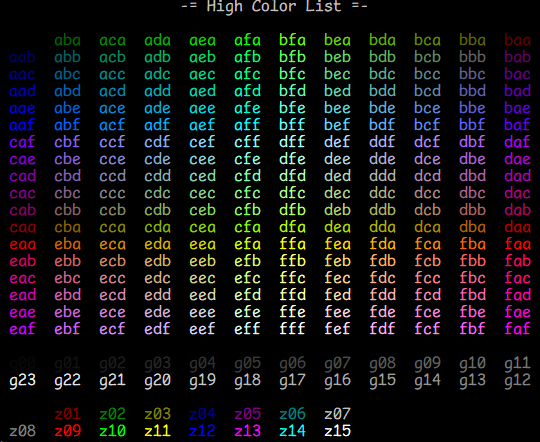 -= High Color List =-
aba aca ada aea afa bfa bea bda bca bba baa
aab abb acb adb aeb afb bfb beb bdb bcb bbb bab
aac abc acc adc aec afc bfc bec bdc bcc bbc bac
aad abd acd add aed afd bfd bed bdd bcd bbd bad
aae abe ace ade aee afe bfe bee bde bce bbe bae
aaf abf acf adf aef aff bff bef bdf bcf bbf baf
caf cbf ccf cdf cef cff dff def ddf dcf dbf daf
cae cbe cce cde cee cfe dfe dee dde dce dbe dae
cad cbd ccd cdd ced cfd dfd ded ddd dcd dbd dad
cac cbc ccc cdc cec cfc dfc dec ddc dcc dbc dac
cab cbb ccb cdb ceb cfb dfb deb ddb dcb dbb dab
caa cba cca cda cea cfa dfa dea dda dca dba daa
eaa eba eca eda eea efa ffa fea fda fca fba faa
eab ebb ecb edb eeb efb ffb feb fdb fcb fbb fab
eac ebc ecc edc eec efc ffc fec fdc fcc fbc fac
ead ebd ecd edd eed efd ffd fed fdd fcd fbd fad
eae ebe ece ede eee efe ffe fee fde fce fbe fae
eaf ebf ecf edf eef eff fff fef fdf fcf fbf faf
g00 g01 g02 g03 g04 g05 g06 g07 g08 g09 g10 g11
g23 g22 g21 g20 g19 g18 g17 g16 g15 g14 g13 g12
z01 z02 z03 z04 z05 z06 z07
z08 z09 z10 z11 z12 z13 z14 z15